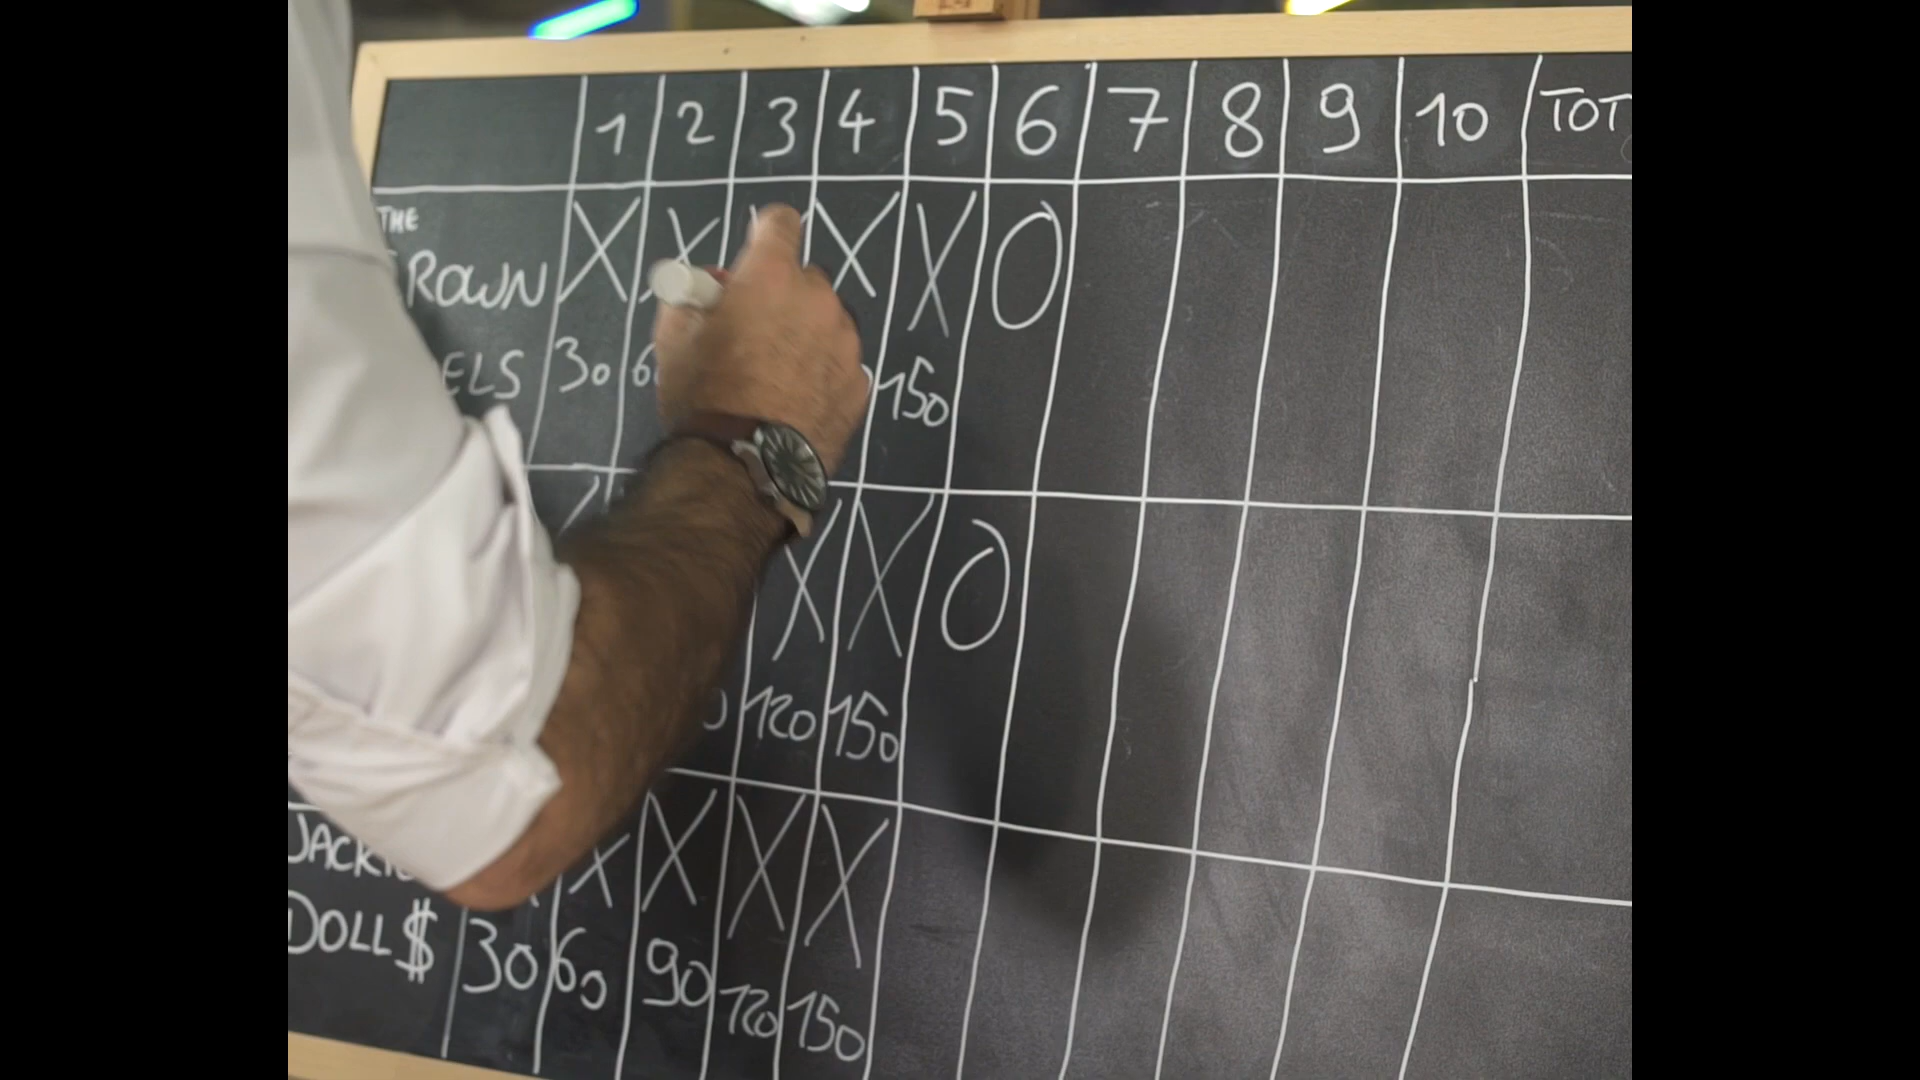 1 2 3 4 5 6 7 8 9 10 TOT
THE
X X X X O
ROWN
ELS 30 6 150
X X O
120 150
JACK
X X X X
DOLL$ 30 60 90 120 150